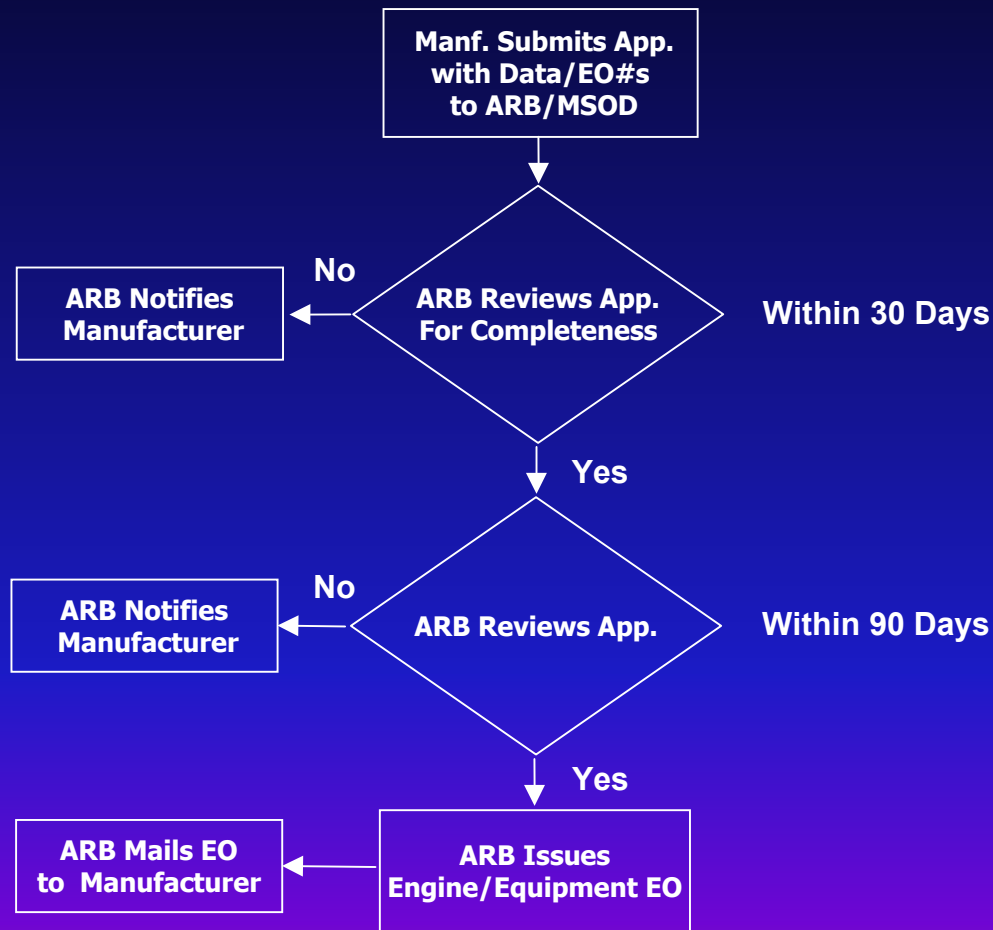 Manf. Submits App.
with Data/EO#s
to ARB/MSOD
No
ARB Notifies
Manufacturer
ARB Reviews App.
For Completeness
Within 30 Days
Yes
No
ARB Notifies
Manufacturer
ARB Reviews App.
Within 90 Days
Yes
ARB Mails EO
to Manufacturer
ARB Issues
Engine/Equipment EO